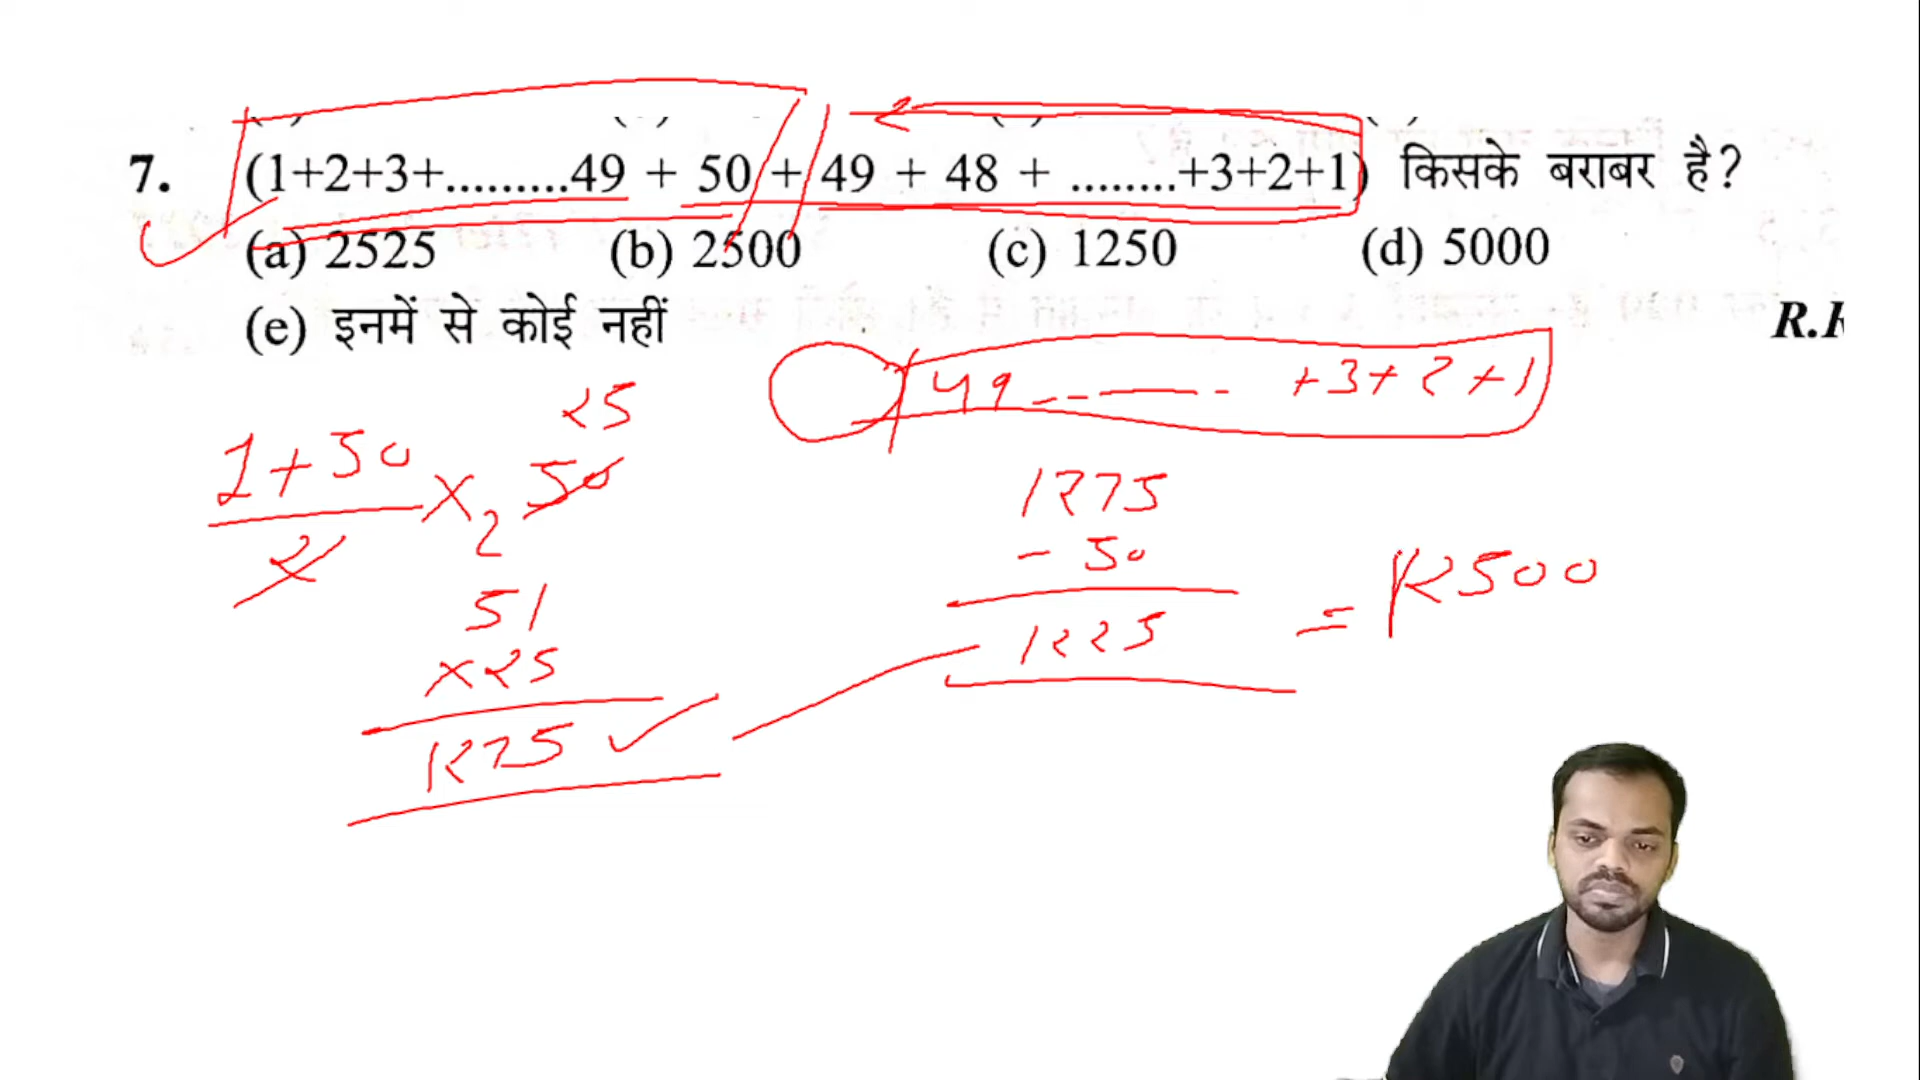 7. (1+2+3+.........49 + 50 + 49 + 48 + ........+3+2+1) किसके बराबर है?
(a) 2525 (b) 2500 (c) 1250 (d) 5000
(e) इनमें से कोई नहीं
49 ----- +3+2+1
25
1+50 × 50
2 2
51
×25
1275
1275
-50
1225
= 2500